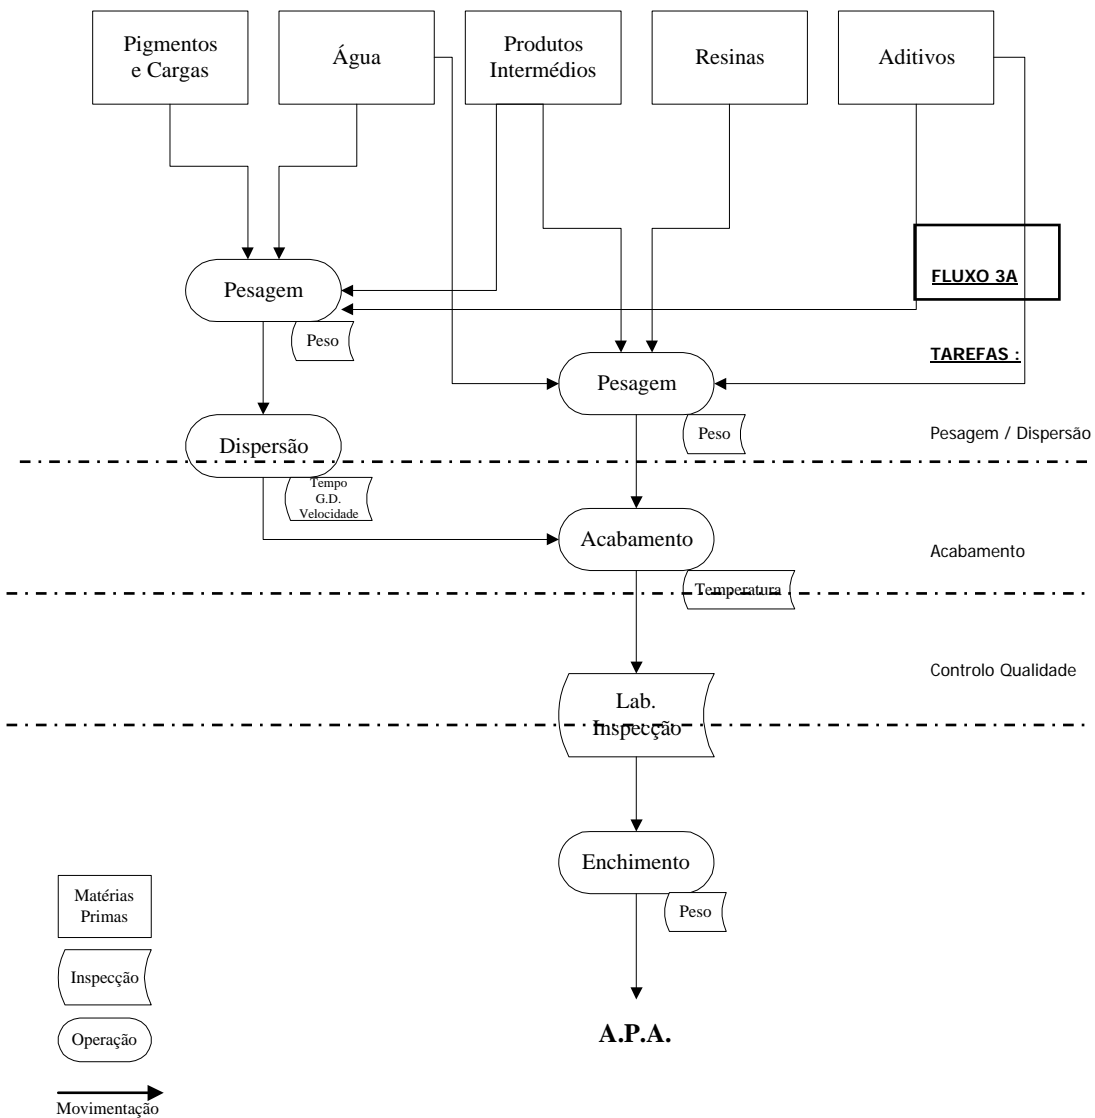 Pigmentos
e Cargas
Água
Produtos
Intermédios
Resinas
Aditivos
FLUXO 3A
Pesagem
Peso
TAREFAS :
Pesagem
Peso
Pesagem / Dispersão
Dispersão
Tempo
G.D.
Velocidade
Acabamento
Acabamento
Temperatura
Controlo Qualidade
Lab.
Inspecção
Enchimento
Peso
Matérias
Primas
Inspecção
Operação
Movimentação
A.P.A.